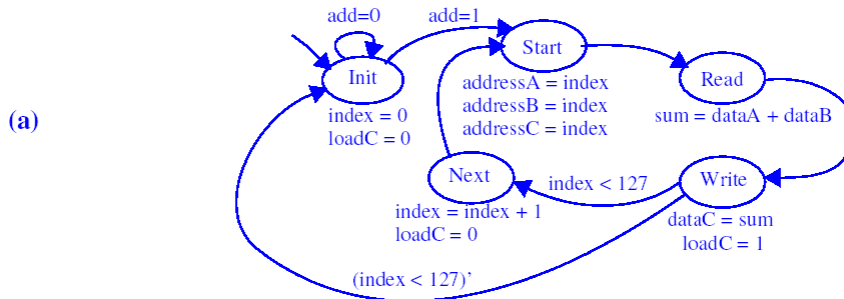 add=0
add=1
Start
Init
Read
addressA = index
addressB = index
addressC = index
(a)
index = 0
loadC = 0
sum = dataA + dataB
Next
index < 127
Write
index = index + 1
loadC = 0
dataC = sum
loadC = 1
(index < 127)’